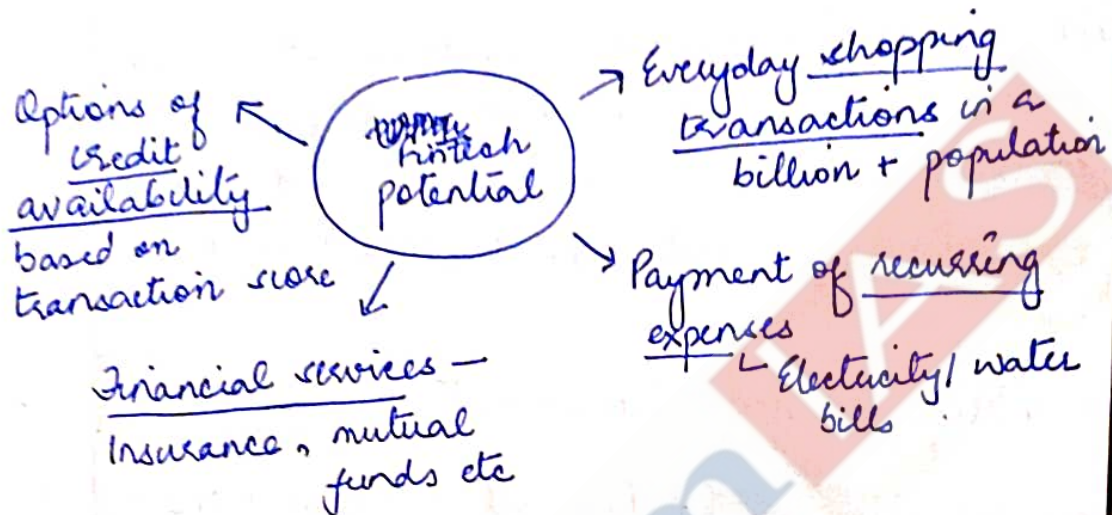 Fintech
potential
Options of
credit
availability
based on
transaction score
Everyday shopping
transactions in a
billion + population
Payment of recurring
expenses
Electricity/ water
bills
Financial services –
Insurance, mutual
funds etc
IAS